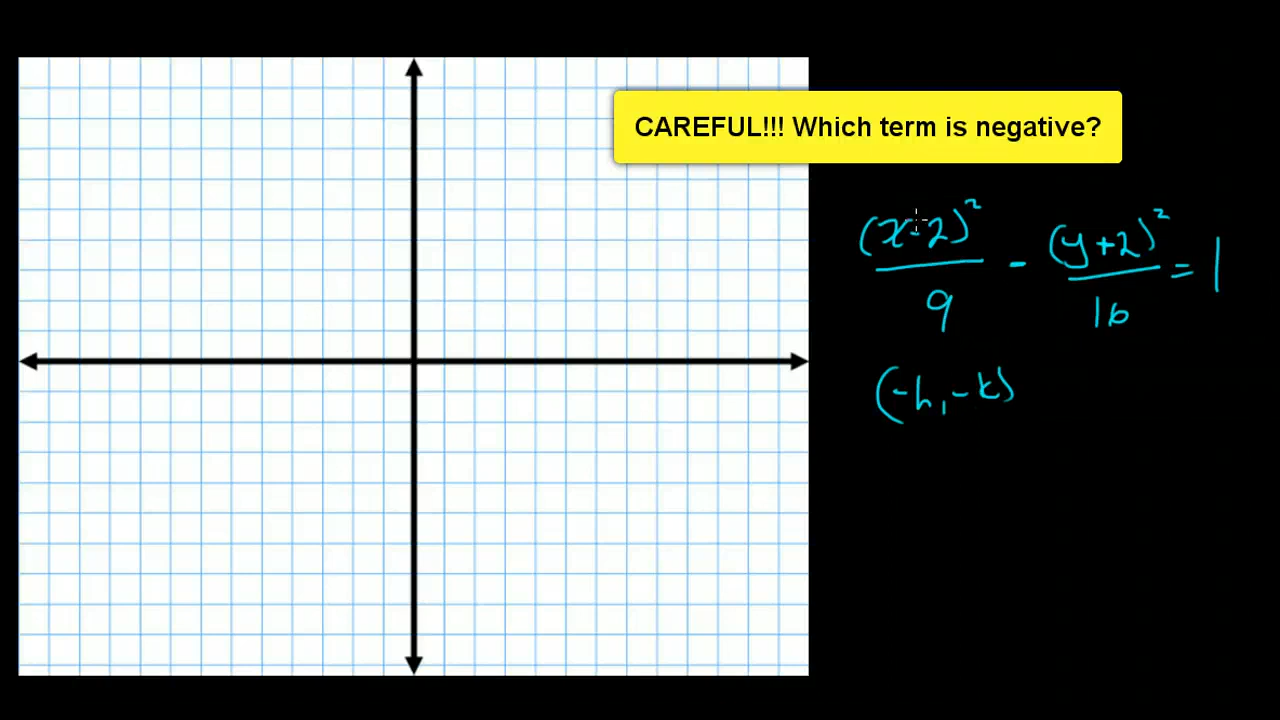 CAREFUL!!! Which term is negative?
(x-2)²/9 - (y+2)²/16 = 1
(-h,-k)